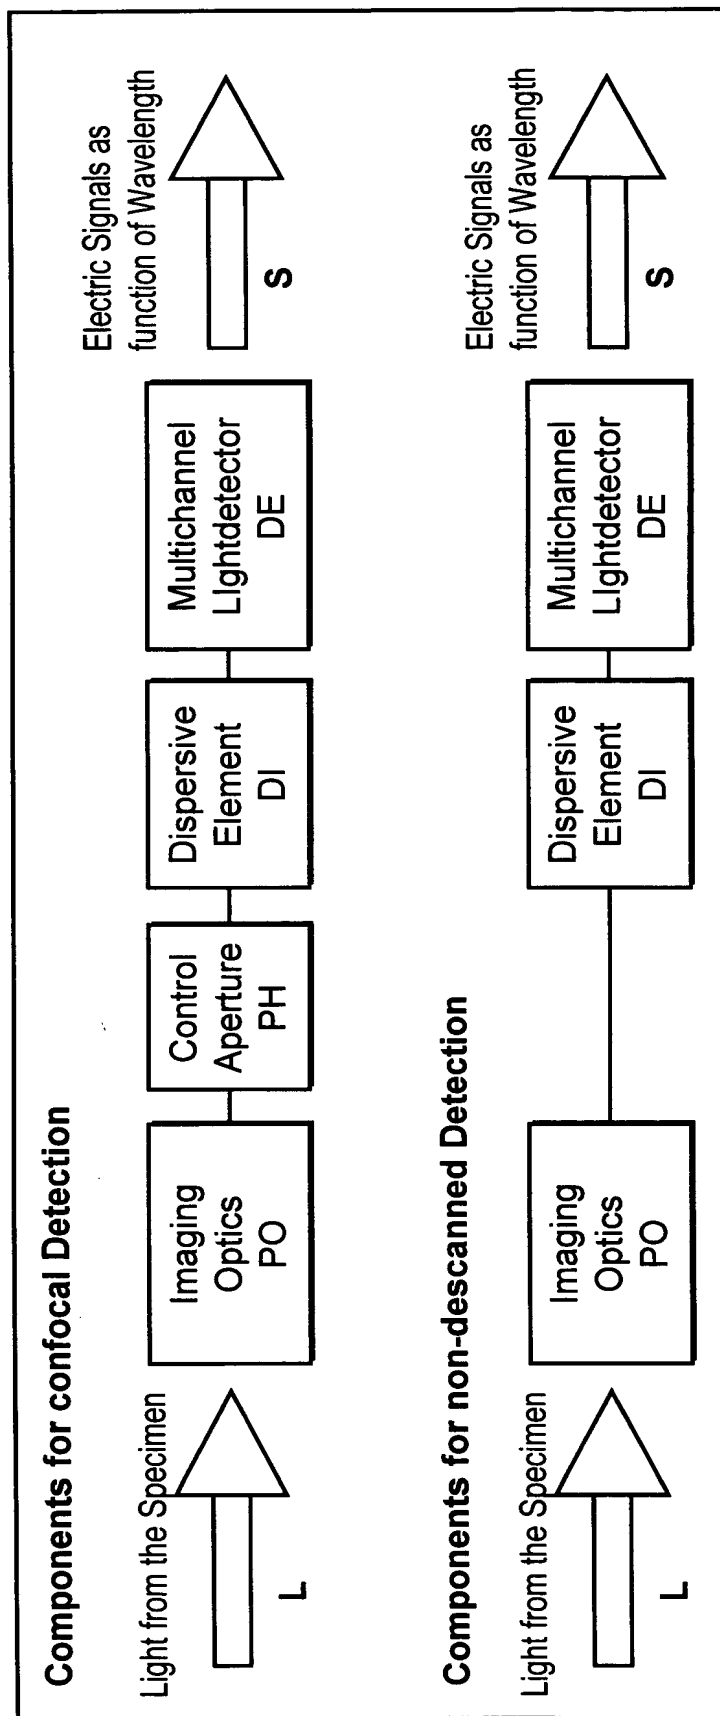 Components for confocal Detection
Light from the Specimen
L
Imaging
Optics
PO
Control
Aperture
PH
Dispersive
Element
DI
Multichannel
LIghtdetector
DE
Electric Signals as
function of Wavelength
S
Components for non-descanned Detection
Light from the Specimen
L
Imaging
Optics
PO
Dispersive
Element
DI
Multichannel
LIghtdetector
DE
Electric Signals as
function of Wavelength
S